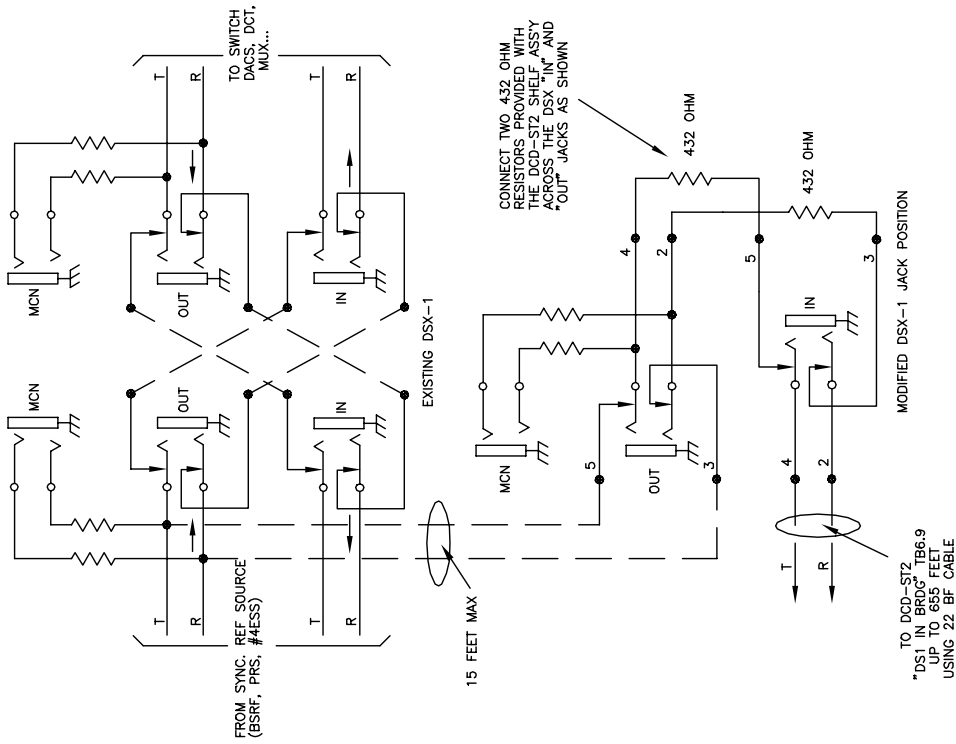 TO SWITCH
DACS, DCT,
MUX...
T
R
T
R
MCN
OUT
IN
EXISTING DSX-1
MCN
OUT
IN
T
R
T
R
FROM SYNC. REF SOURCE
(BSRF, PRS, #4ESS)
15 FEET MAX
CONNECT TWO 432 OHM
RESISTORS PROVIDED WITH
THE DCD-ST2 SHELF ASS'Y
ACROSS THE DSX "IN" AND
"OUT" JACKS AS SHOWN
432 OHM
432 OHM
4
2
5
3
MCN
OUT
IN
5
3
4
2
MODIFIED DSX-1 JACK POSITION
T
R
TO DCD-ST2
"DS1 IN BRDG" TB6.9
UP TO 655 FEET
USING 22 BF CABLE